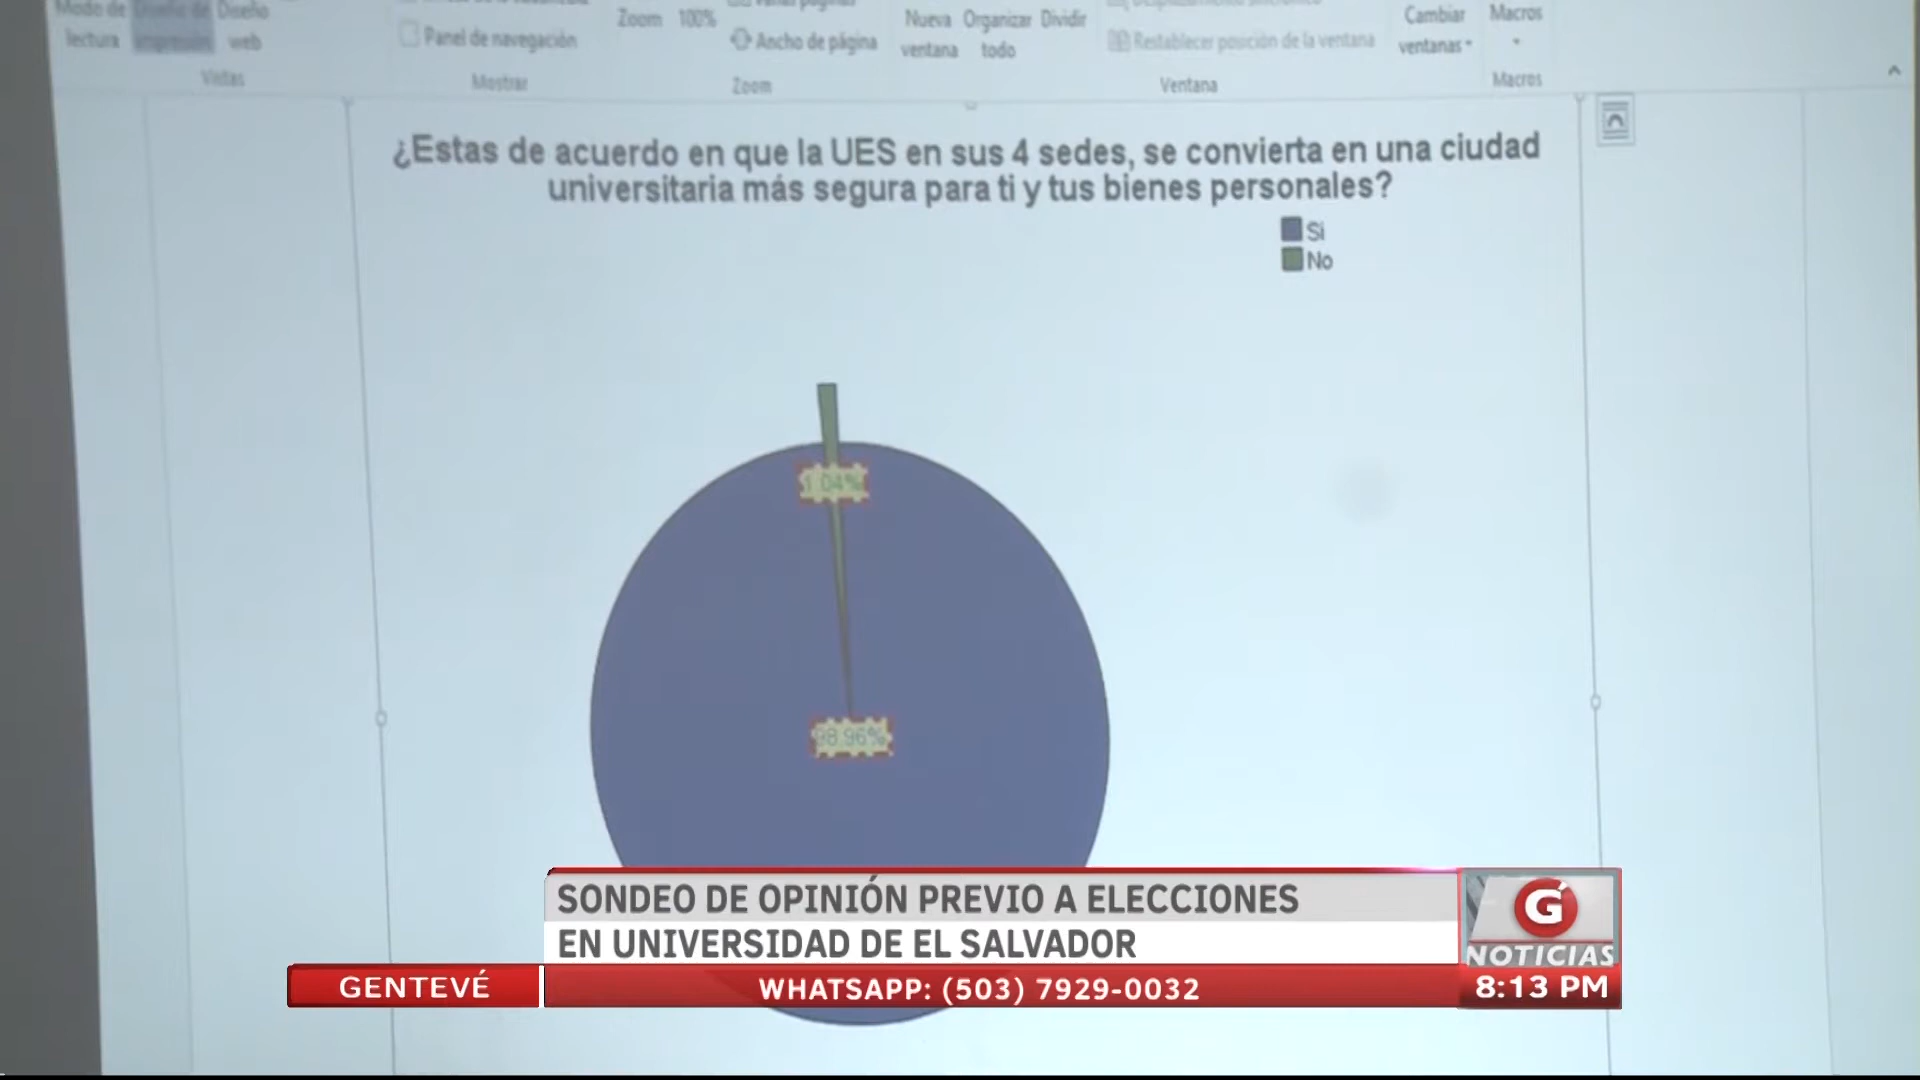 Modo de Diseño de Diseño
lectura impresión web
Vistas
Panel de navegación
Mostrar
Zoom 100%
Ancho de página
Zoom
Nueva Organizar Dividir
ventana todo
Restablecer posición de la ventana
Ventana
Cambiar
ventanas
Macros
Macros
¿Estas de acuerdo en que la UES en sus 4 sedes, se convierta en una ciudad
universitaria más segura para ti y tus bienes personales?
Si
No
1.04%
98.96%
SONDEO DE OPINIÓN PREVIO A ELECCIONES
EN UNIVERSIDAD DE EL SALVADOR
GENTEVÉ
WHATSAPP: (503) 7929-0032
G
NOTICIAS
8:13 PM